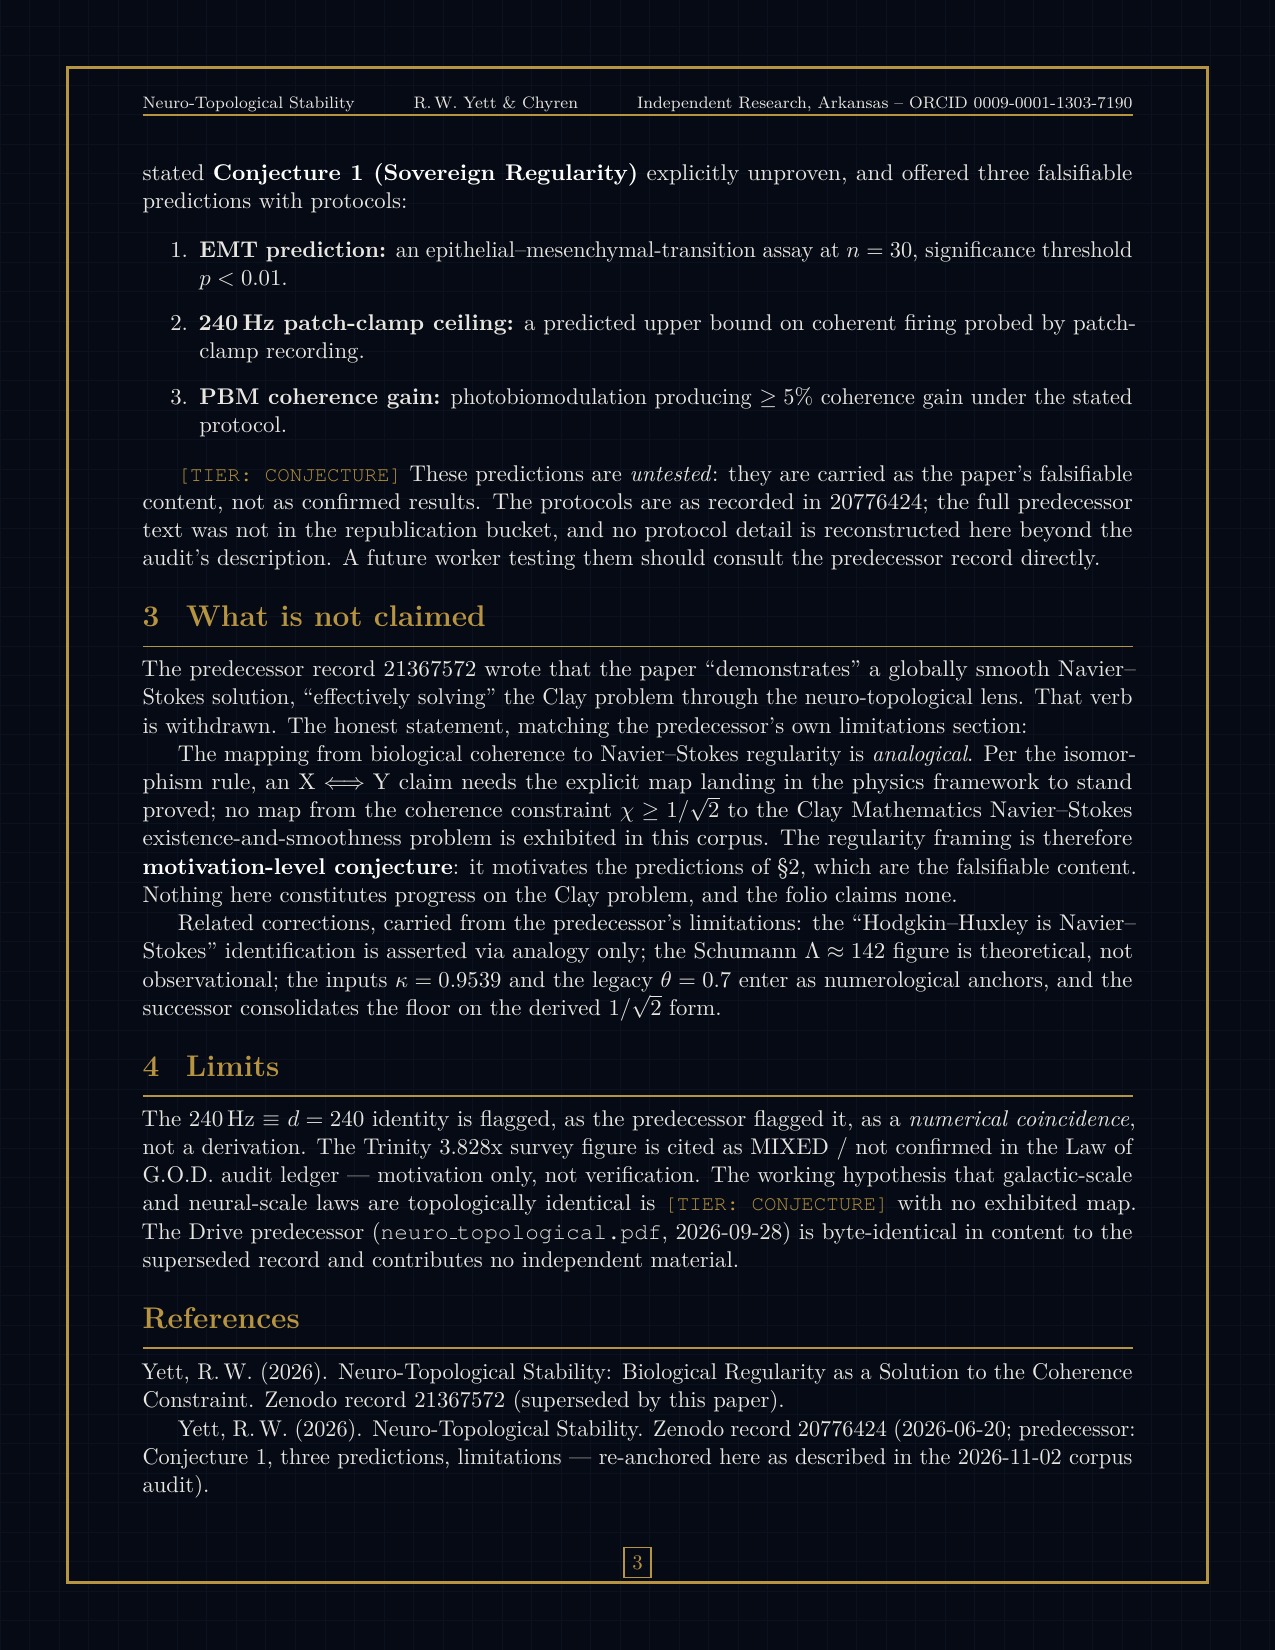 Neuro-Topological Stability R. W. Yett & Chyren Independent Research, Arkansas – ORCID 0009-0001-1303-7190
stated Conjecture 1 (Sovereign Regularity) explicitly unproven, and offered three falsifiable
predictions with protocols:
1. EMT prediction: an epithelial–mesenchymal-transition assay at n = 30, significance threshold
p < 0.01.
2. 240 Hz patch-clamp ceiling: a predicted upper bound on coherent firing probed by patch-
clamp recording.
3. PBM coherence gain: photobiomodulation producing ≥ 5% coherence gain under the stated
protocol.
[TIER: CONJECTURE] These predictions are untested: they are carried as the paper's falsifiable
content, not as confirmed results. The protocols are as recorded in 20776424; the full predecessor
text was not in the republication bucket, and no protocol detail is reconstructed here beyond the
audit's description. A future worker testing them should consult the predecessor record directly.
3 What is not claimed
The predecessor record 21367572 wrote that the paper “demonstrates” a globally smooth Navier–
Stokes solution, “effectively solving” the Clay problem through the neuro-topological lens. That verb
is withdrawn. The honest statement, matching the predecessor's own limitations section:
The mapping from biological coherence to Navier–Stokes regularity is analogical. Per the isomor-
phism rule, an X ⟺ Y claim needs the explicit map landing in the physics framework to stand
proved; no map from the coherence constraint χ ≥ 1/√2 to the Clay Mathematics Navier–Stokes
existence-and-smoothness problem is exhibited in this corpus. The regularity framing is therefore
motivation-level conjecture: it motivates the predictions of §2, which are the falsifiable content.
Nothing here constitutes progress on the Clay problem, and the folio claims none.
Related corrections, carried from the predecessor's limitations: the “Hodgkin–Huxley is Navier–
Stokes” identification is asserted via analogy only; the Schumann Λ ≈ 142 figure is theoretical, not
observational; the inputs κ = 0.9539 and the legacy θ = 0.7 enter as numerological anchors, and the
successor consolidates the floor on the derived 1/√2 form.
4 Limits
The 240 Hz ≡ d = 240 identity is flagged, as the predecessor flagged it, as a numerical coincidence,
not a derivation. The Trinity 3.828x survey figure is cited as MIXED / not confirmed in the Law of
G.O.D. audit ledger — motivation only, not verification. The working hypothesis that galactic-scale
and neural-scale laws are topologically identical is [TIER: CONJECTURE] with no exhibited map.
The Drive predecessor (neuro_topological.pdf, 2026-09-28) is byte-identical in content to the
superseded record and contributes no independent material.
References
Yett, R. W. (2026). Neuro-Topological Stability: Biological Regularity as a Solution to the Coherence
Constraint. Zenodo record 21367572 (superseded by this paper).
Yett, R. W. (2026). Neuro-Topological Stability. Zenodo record 20776424 (2026-06-20; predecessor:
Conjecture 1, three predictions, limitations — re-anchored here as described in the 2026-11-02 corpus
audit).
3